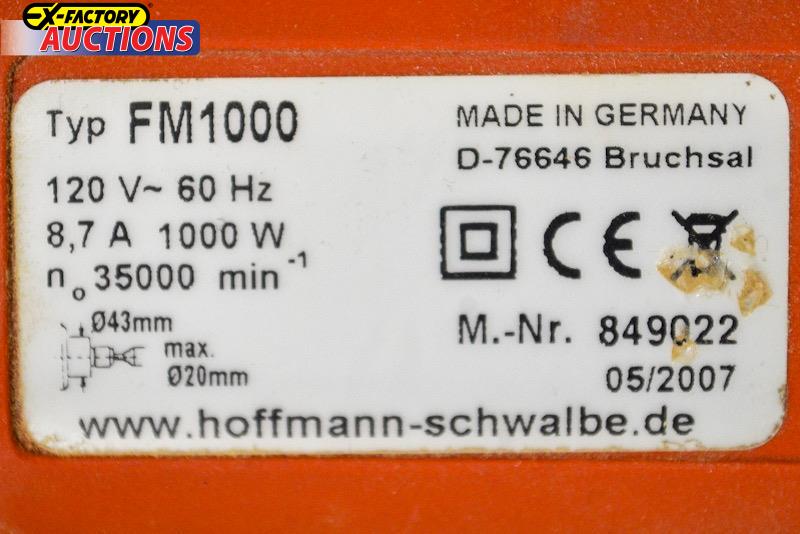 EX-FACTORY
AUCTIONS
Typ FM1000
120 V~ 60 Hz
8,7 A 1000 W
n₀ 35000 min⁻¹
Ø43mm
max.
Ø20mm
MADE IN GERMANY
D-76646 Bruchsal
CE
M.-Nr. 849022
05/2007
www.hoffmann-schwalbe.de